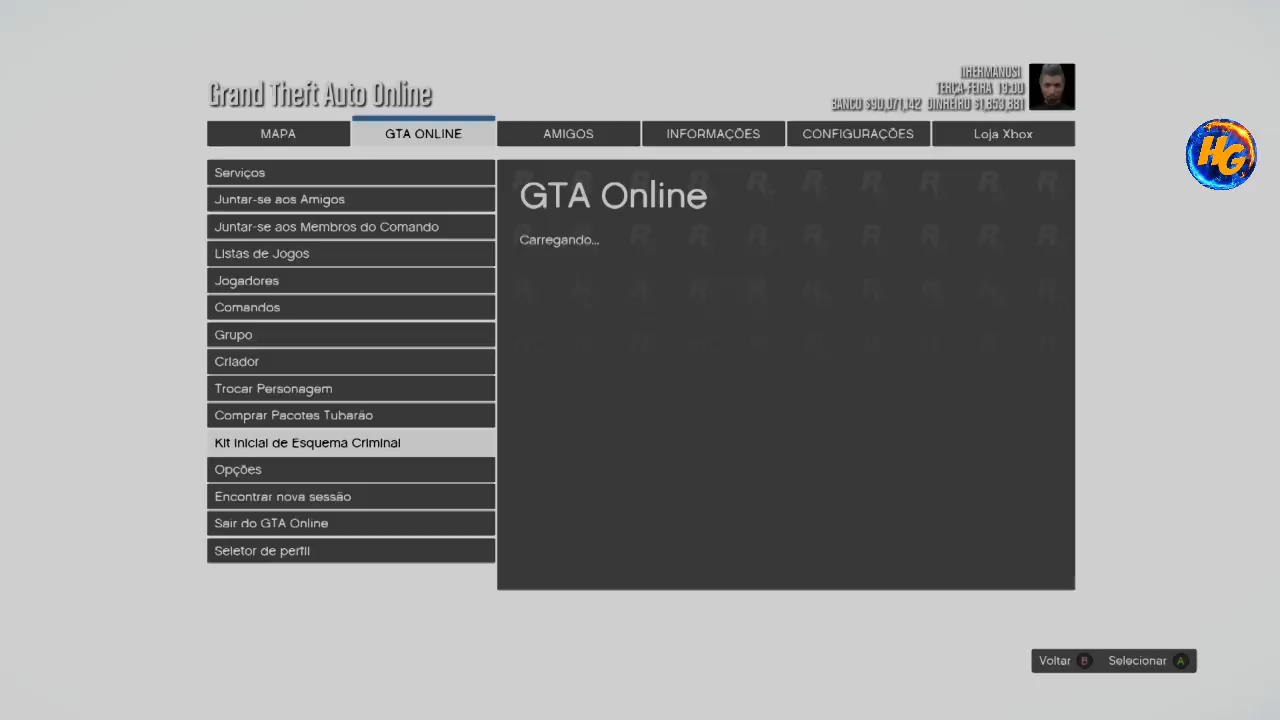 Grand Theft Auto Online
TERÇA-FEIRA 19:00
BANCO $90,071,142 DINHEIRO $1,853,881
MAPA
GTA ONLINE
AMIGOS
INFORMAÇÕES
CONFIGURAÇÕES
Loja Xbox
HG
Serviços
Juntar-se aos Amigos
Juntar-se aos Membros do Comando
Listas de Jogos
Jogadores
Comandos
Grupo
Criador
Trocar Personagem
Comprar Pacotes Tubarão
Kit Inicial de Esquema Criminal
Opções
Encontrar nova sessão
Sair do GTA Online
Seletor de perfil
GTA Online
Carregando...
Voltar B Selecionar A